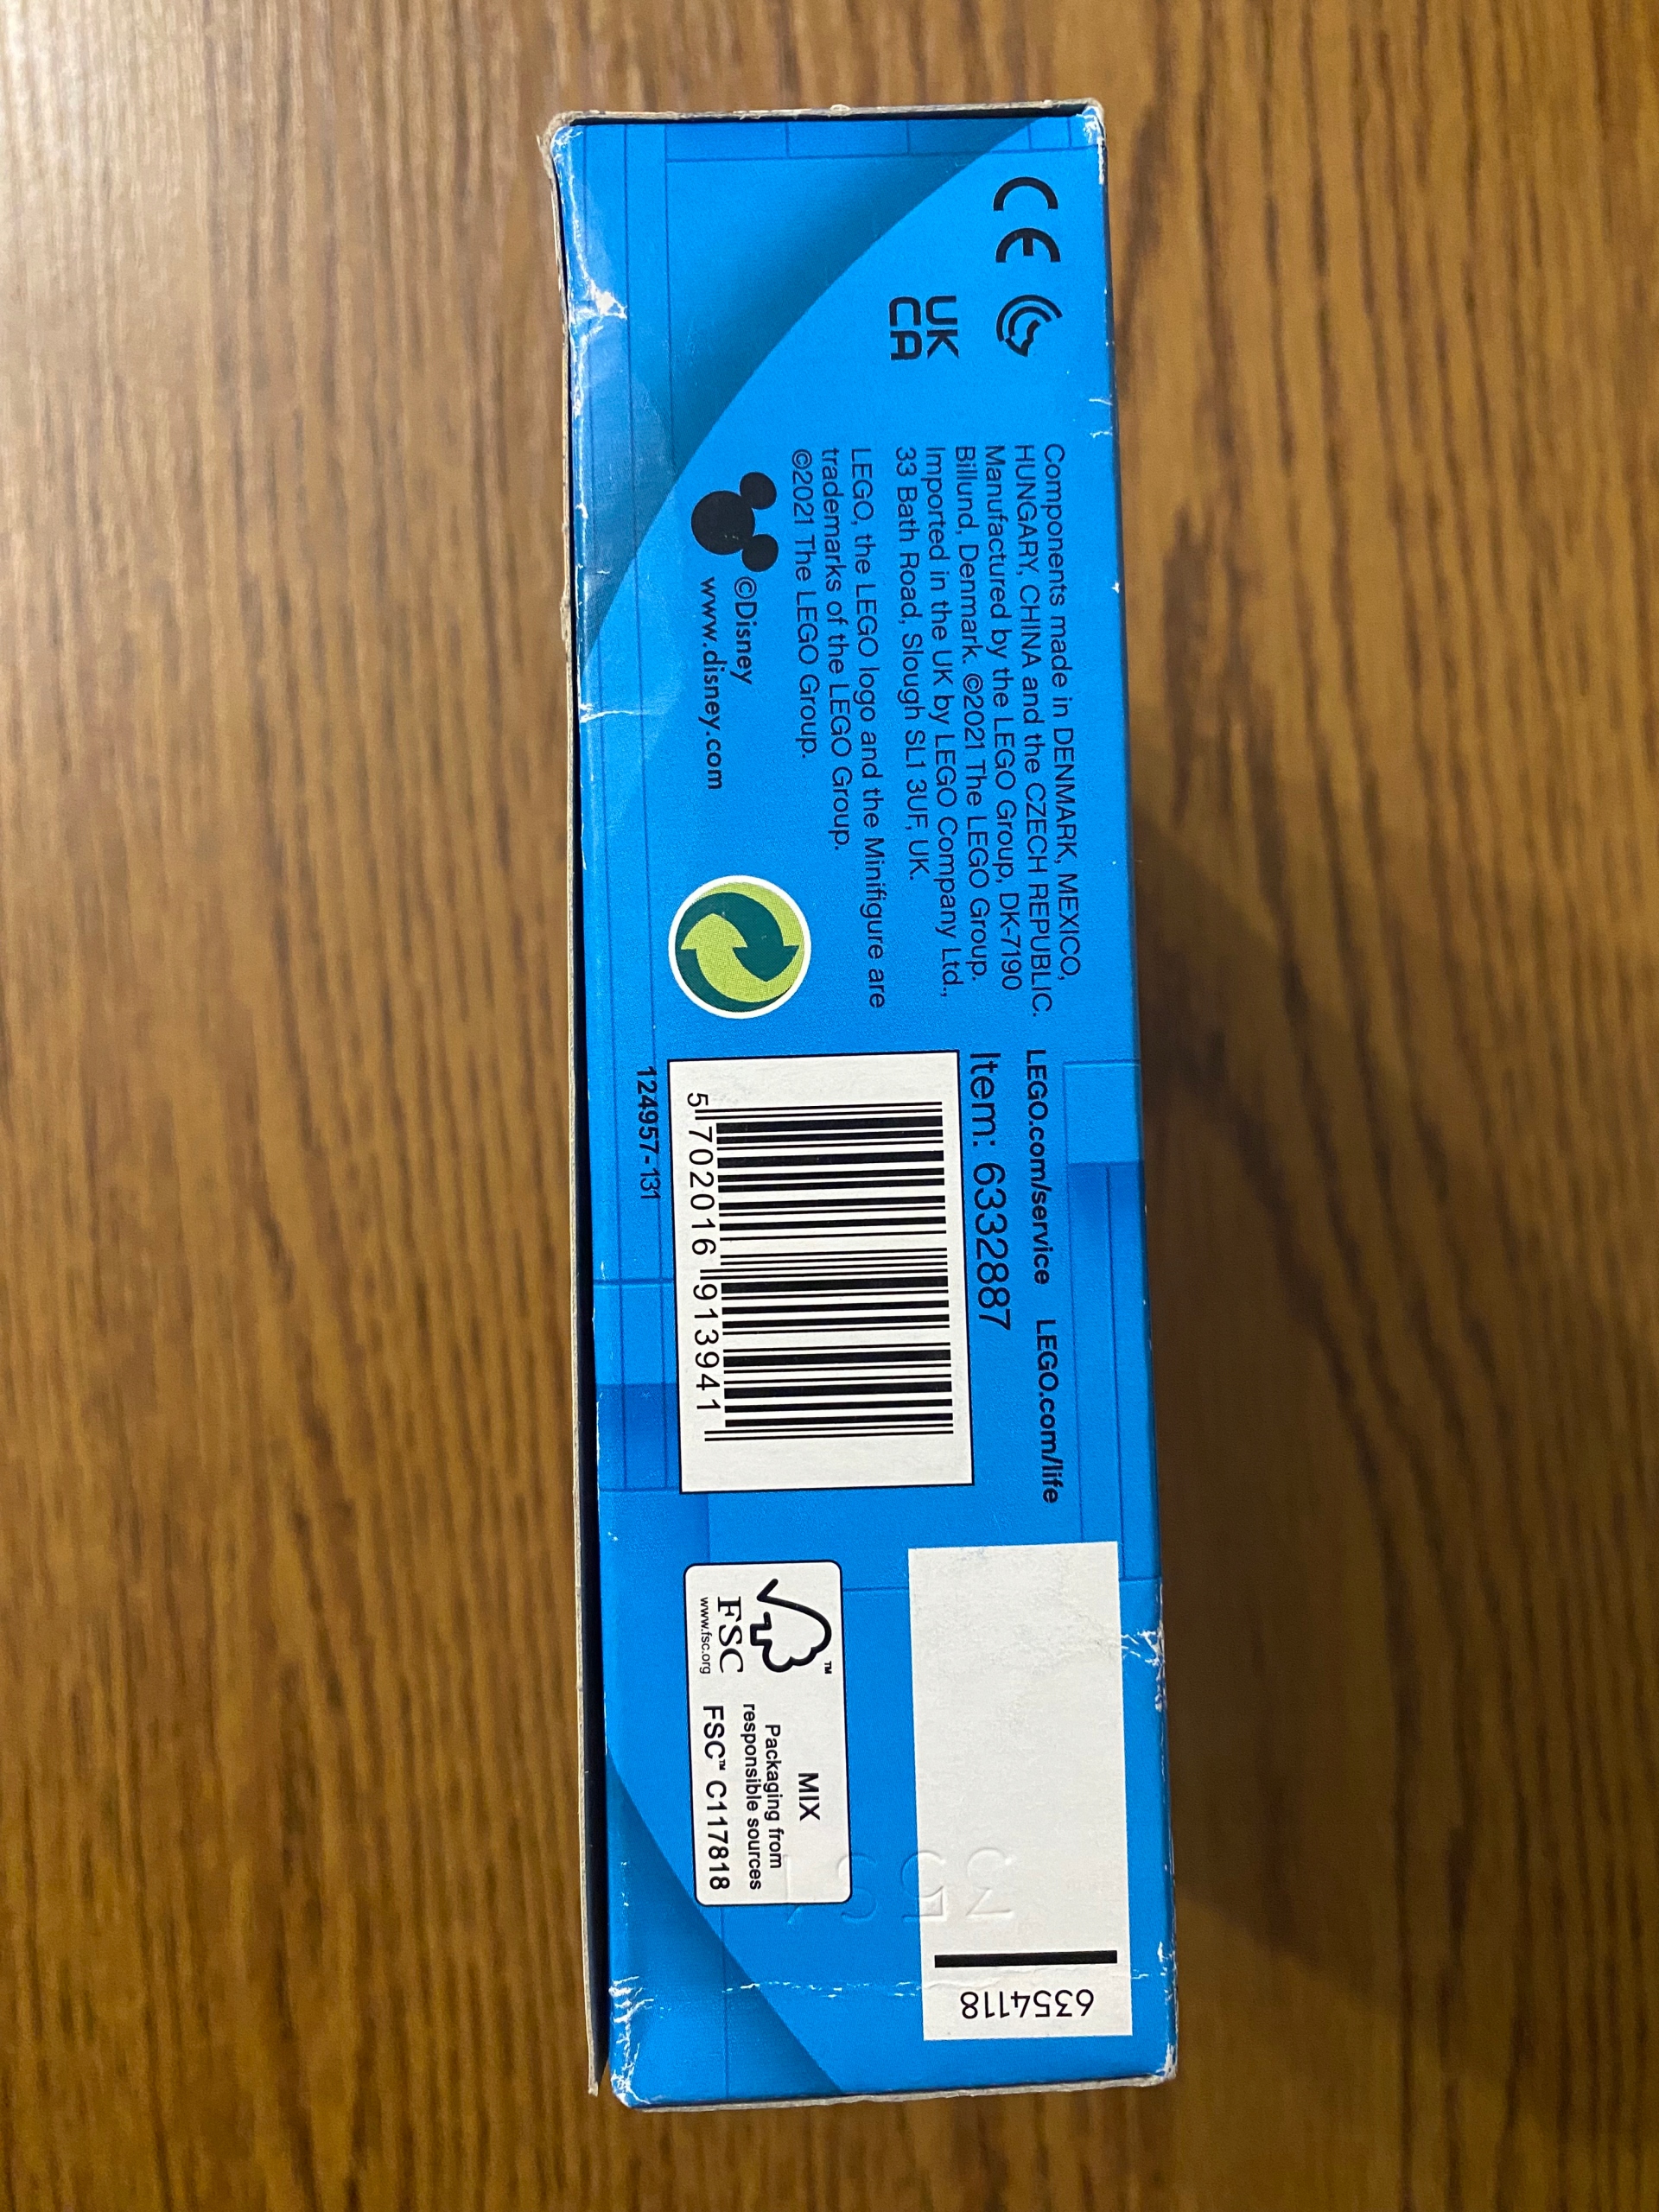 CE
UK
CA
Components made in DENMARK, MEXICO,
HUNGARY, CHINA and the CZECH REPUBLIC.
Manufactured by the LEGO Group, DK-7190
Billund, Denmark. ©2021 The LEGO Group.
Imported in the UK by LEGO Company Ltd.,
33 Bath Road, Slough SL1 3UF, UK.
LEGO, the LEGO logo and the Minifigure are
trademarks of the LEGO Group.
©2021 The LEGO Group.
©Disney
www.disney.com
LEGO.com/service LEGO.com/life
Item: 6332887
5 702016 913941
124957-131
6354118
TM
FSC
www.fsc.org
MIX
Packaging from
responsible sources
FSC™ C117818